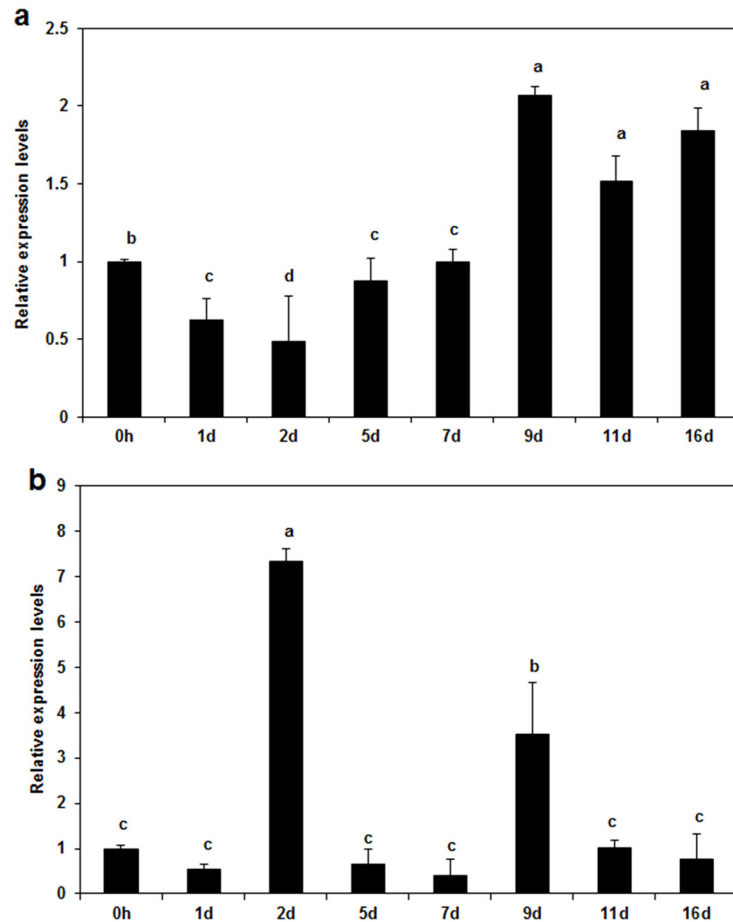 a
2.5
a
a
2
a
1.5
b
c
c
1
c
d
0.5
0
Relative expression levels
0h 1d 2d 5d 7d 9d 11d 16d
b
9
8
a
7
6
5
b
4
3
2
c
c
c
c
c
c
1
0
Relative expression levels
0h 1d 2d 5d 7d 9d 11d 16d